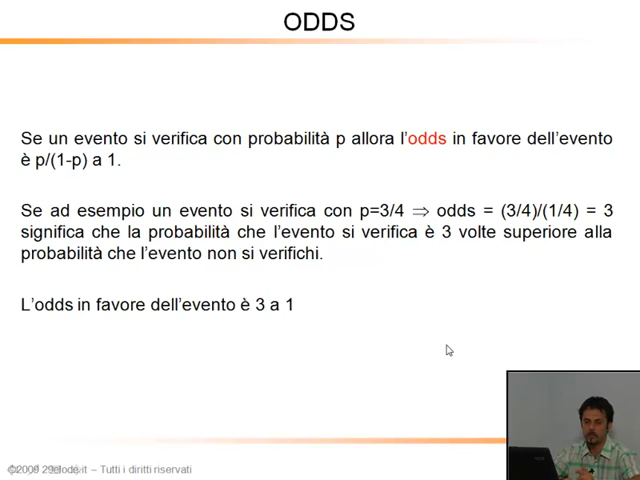 ODDS
Se un evento si verifica con probabilità p allora l'odds in favore dell'evento
è p/(1-p) a 1.
Se ad esempio un evento si verifica con p=3/4 ⇒ odds = (3/4)/(1/4) = 3
significa che la probabilità che l'evento si verifica è 3 volte superiore alla
probabilità che l'evento non si verifichi.
L'odds in favore dell'evento è 3 a 1
– Tutti i diritti riservati